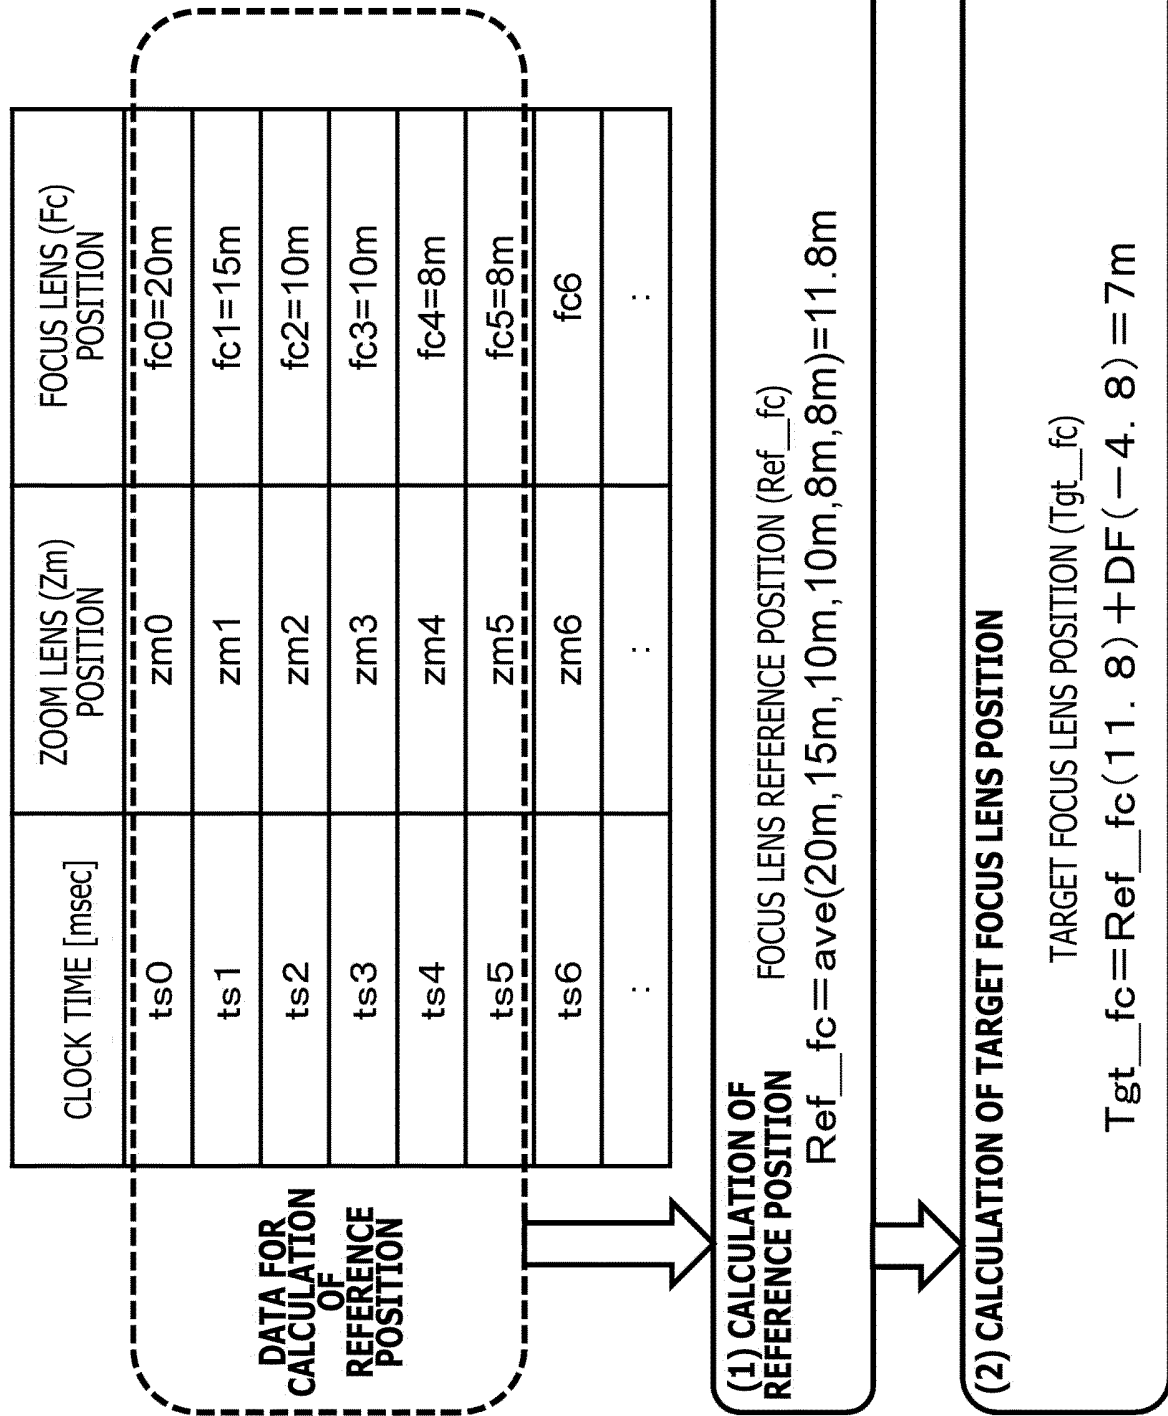 CLOCK TIME [msec]
ZOOM LENS (Zm)
POSITION
FOCUS LENS (Fc)
POSITION
ts0 zm0 fc0=20m
ts1 zm1 fc1=15m
ts2 zm2 fc2=10m
ts3 zm3 fc3=10m
ts4 zm4 fc4=8m
ts5 zm5 fc5=8m
ts6 zm6 fc6
: : :
DATA FOR
CALCULATION
OF
REFERENCE
POSITION
(1) CALCULATION OF
REFERENCE POSITION
FOCUS LENS REFERENCE POSITION (Ref_fc)
Ref_fc=ave(20m,15m,10m,10m,8m,8m)=11.8m
(2) CALCULATION OF TARGET FOCUS LENS POSITION
TARGET FOCUS LENS POSITION (Tgt_fc)
Tgt_fc=Ref_fc(11. 8)+DF(−4. 8)=7m